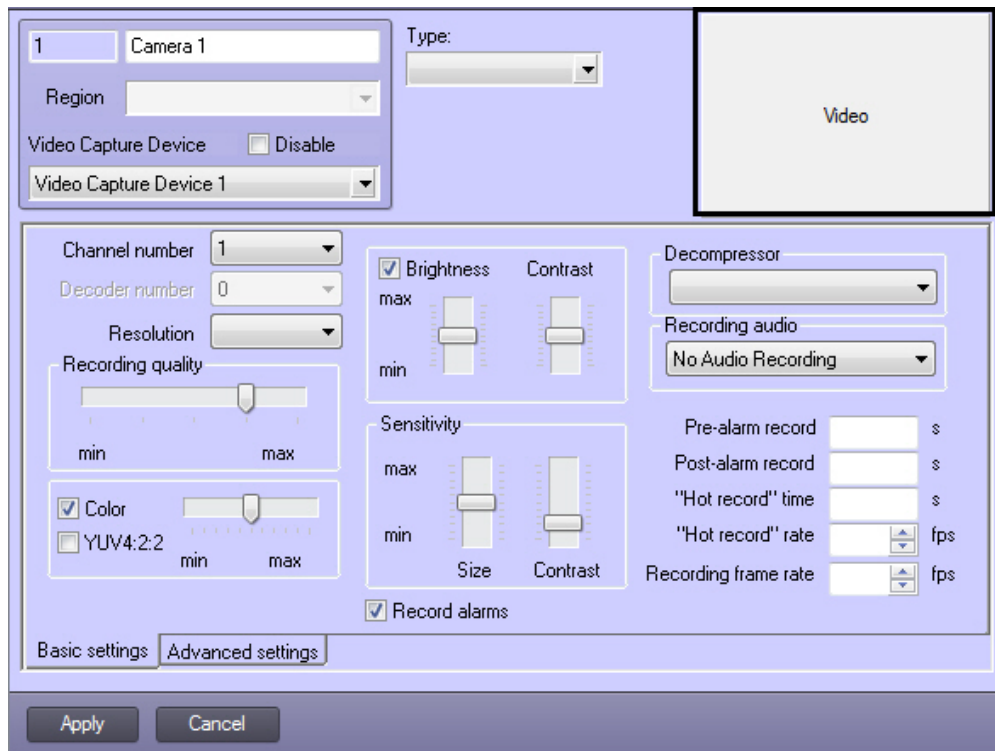 1 Camera 1
Type:
Region
Video Capture Device Disable
Video Capture Device 1
Video
Channel number 1
Decoder number 0
Resolution
Recording quality
min max
Color
YUV4:2:2
min max
Brightness Contrast
max
min
Sensitivity
max
min
Size Contrast
Record alarms
Decompressor
Recording audio
No Audio Recording
Pre-alarm record s
Post-alarm record s
"Hot record" time s
"Hot record" rate fps
Recording frame rate fps
Basic settings Advanced settings
Apply Cancel